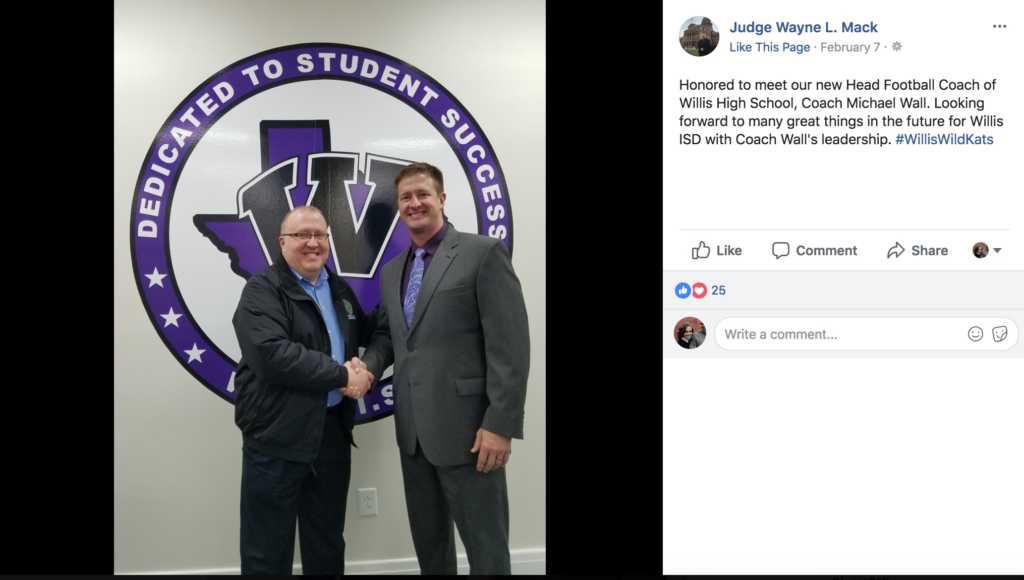 DEDICATED TO STUDENT SUCCESS
W
Judge Wayne L. Mack
Like This Page · February 7 ·
Honored to meet our new Head Football Coach of
Willis High School, Coach Michael Wall. Looking
forward to many great things in the future for Willis
ISD with Coach Wall's leadership. #WillisWildKats
Like Comment Share
25
Write a comment...